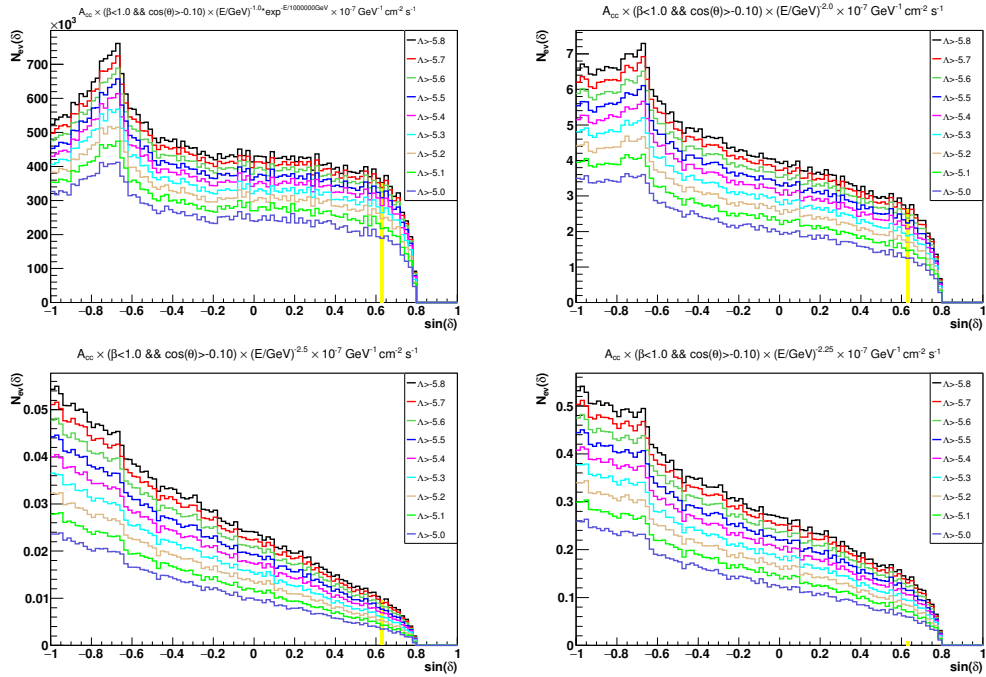 A_cc × (β<1.0 && cos(θ)>-0.10) × (E/GeV)^-1.0* exp^-E/1000000GeV × 10^-7 GeV^-1 cm^-2 s^-1
×10^3
N_ev(δ)
700
600
500
400
300
200
100
0
−1 −0.8 −0.6 −0.4 −0.2 0 0.2 0.4 0.6 0.8 1
sin(δ)
Λ>-5.8
Λ>-5.7
Λ>-5.6
Λ>-5.5
Λ>-5.4
Λ>-5.3
Λ>-5.2
Λ>-5.1
Λ>-5.0
A_cc × (β<1.0 && cos(θ)>-0.10) × (E/GeV)^-2.0 × 10^-7 GeV^-1 cm^-2 s^-1
N_ev(δ)
7
6
5
4
3
2
1
0
−1 −0.8 −0.6 −0.4 −0.2 0 0.2 0.4 0.6 0.8 1
sin(δ)
Λ>-5.8
Λ>-5.7
Λ>-5.6
Λ>-5.5
Λ>-5.4
Λ>-5.3
Λ>-5.2
Λ>-5.1
Λ>-5.0
A_cc × (β<1.0 && cos(θ)>-0.10) × (E/GeV)^-2.5 × 10^-7 GeV^-1 cm^-2 s^-1
N_ev(δ)
0.05
0.04
0.03
0.02
0.01
0
−1 −0.8 −0.6 −0.4 −0.2 0 0.2 0.4 0.6 0.8 1
sin(δ)
Λ>-5.8
Λ>-5.7
Λ>-5.6
Λ>-5.5
Λ>-5.4
Λ>-5.3
Λ>-5.2
Λ>-5.1
Λ>-5.0
A_cc × (β<1.0 && cos(θ)>-0.10) × (E/GeV)^-2.25 × 10^-7 GeV^-1 cm^-2 s^-1
N_ev(δ)
0.5
0.4
0.3
0.2
0.1
0
−1 −0.8 −0.6 −0.4 −0.2 0 0.2 0.4 0.6 0.8 1
sin(δ)
Λ>-5.8
Λ>-5.7
Λ>-5.6
Λ>-5.5
Λ>-5.4
Λ>-5.3
Λ>-5.2
Λ>-5.1
Λ>-5.0